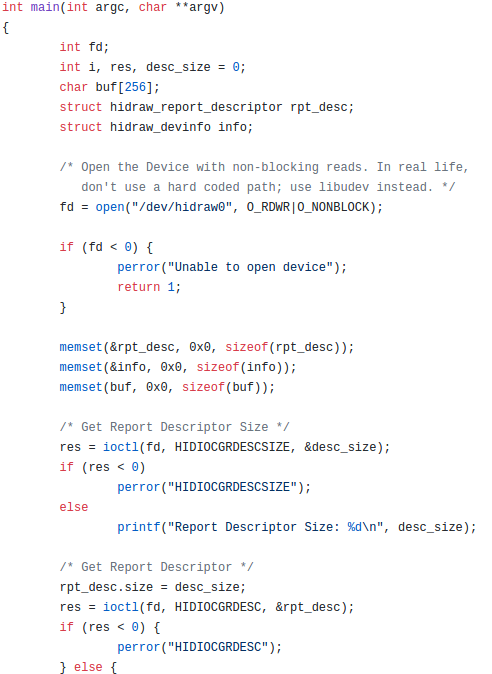 int main(int argc, char **argv)
{
        int fd;
        int i, res, desc_size = 0;
        char buf[256];
        struct hidraw_report_descriptor rpt_desc;
        struct hidraw_devinfo info;

        /* Open the Device with non-blocking reads. In real life,
           don't use a hard coded path; use libudev instead. */
        fd = open("/dev/hidraw0", O_RDWR|O_NONBLOCK);

        if (fd < 0) {
                perror("Unable to open device");
                return 1;
        }

        memset(&rpt_desc, 0x0, sizeof(rpt_desc));
        memset(&info, 0x0, sizeof(info));
        memset(buf, 0x0, sizeof(buf));

        /* Get Report Descriptor Size */
        res = ioctl(fd, HIDIOCGRDESCSIZE, &desc_size);
        if (res < 0)
                perror("HIDIOCGRDESCSIZE");
        else
                printf("Report Descriptor Size: %d\n", desc_size);

        /* Get Report Descriptor */
        rpt_desc.size = desc_size;
        res = ioctl(fd, HIDIOCGRDESC, &rpt_desc);
        if (res < 0) {
                perror("HIDIOCGRDESC");
        } else {